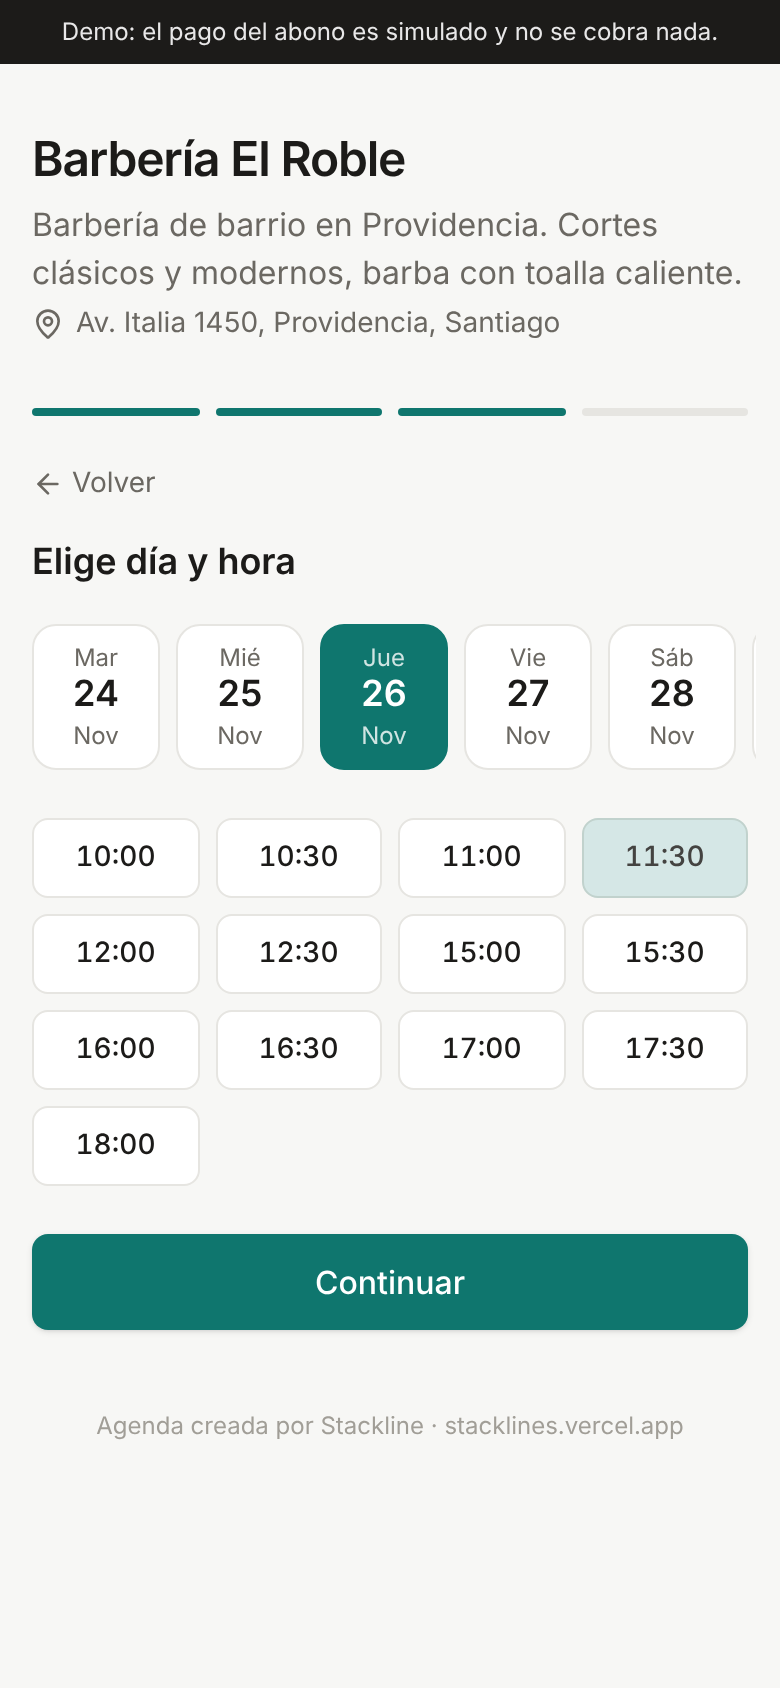 Demo: el pago del abono es simulado y no se cobra nada.
Barbería El Roble
Barbería de barrio en Providencia. Cortes
clásicos y modernos, barba con toalla caliente.
Av. Italia 1450, Providencia, Santiago
Volver
Elige día y hora
Mar Mié Jue Vie Sáb
24 25 26 27 28
Nov Nov Nov Nov Nov
10:00 10:30 11:00 11:30
12:00 12:30 15:00 15:30
16:00 16:30 17:00 17:30
18:00
Continuar
Agenda creada por Stackline · stacklines.vercel.app